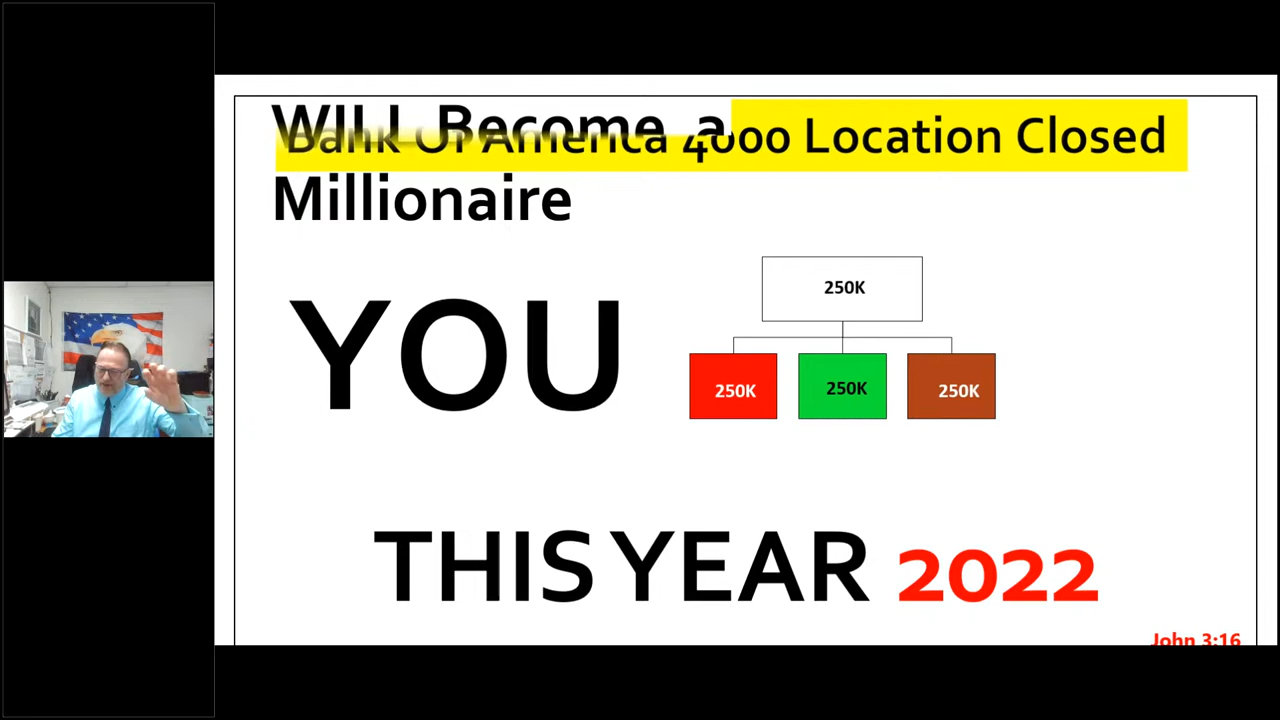 WILL Become a
Bank Of America 4000 Location Closed
Millionaire
250K
YOU
250K 250K 250K
THIS YEAR 2022
John 3:16